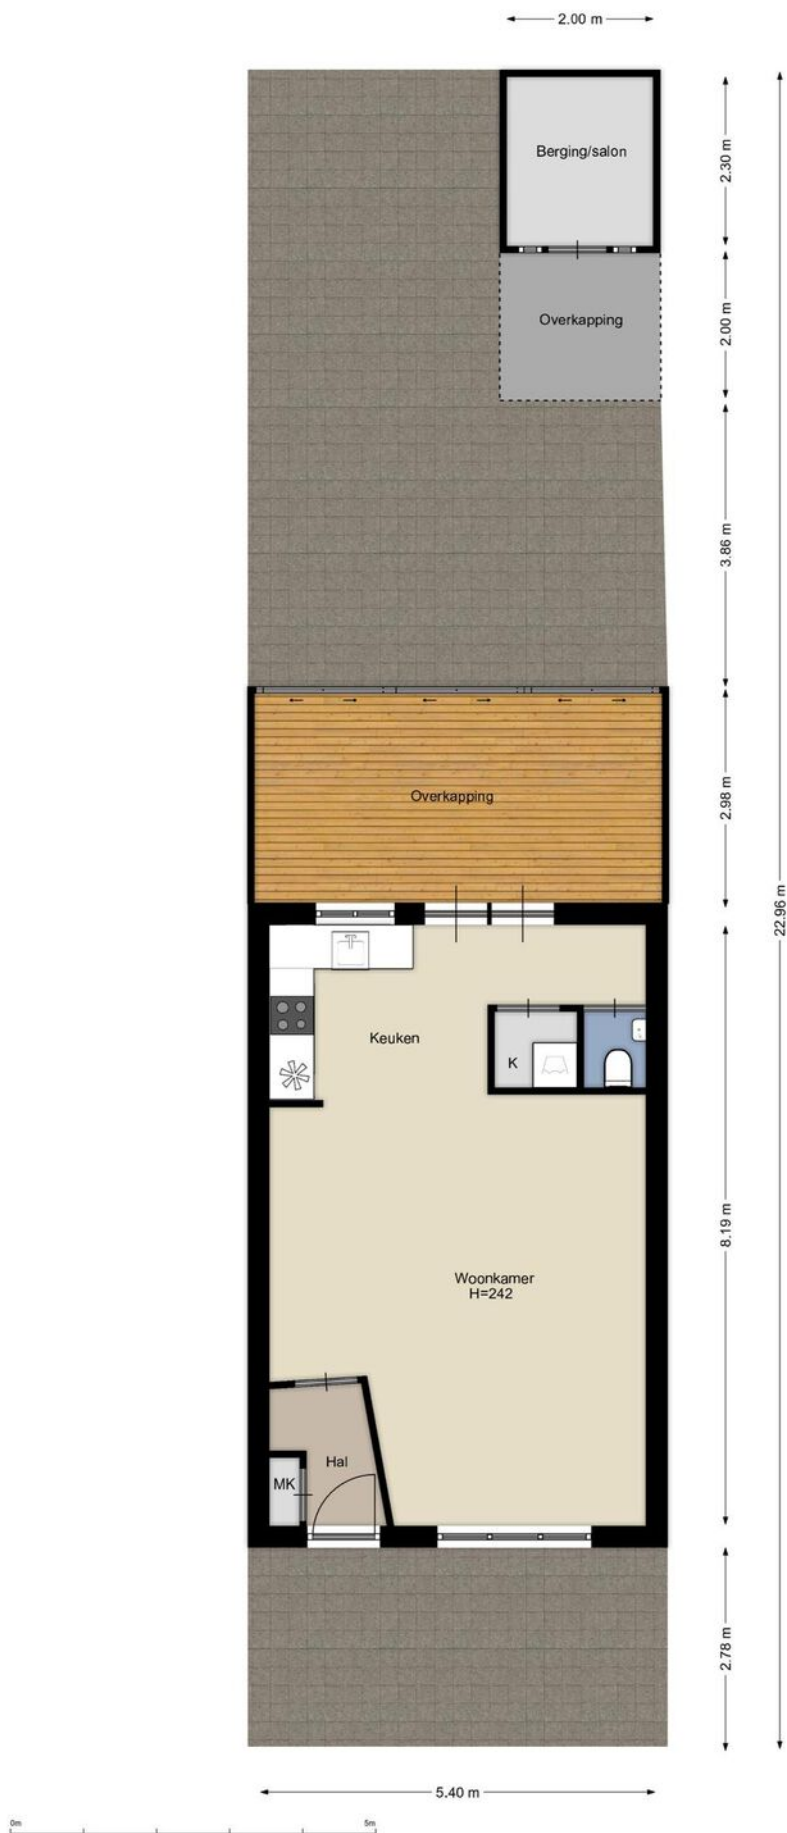 2.00 m
Berging/salon
2.30 m
Overkapping
2.00 m
3.86 m
Overkapping
2.98 m
22.96 m
Keuken
K
8.19 m
Woonkamer
H=242
Hal
MK
2.78 m
5.40 m
0m
5m